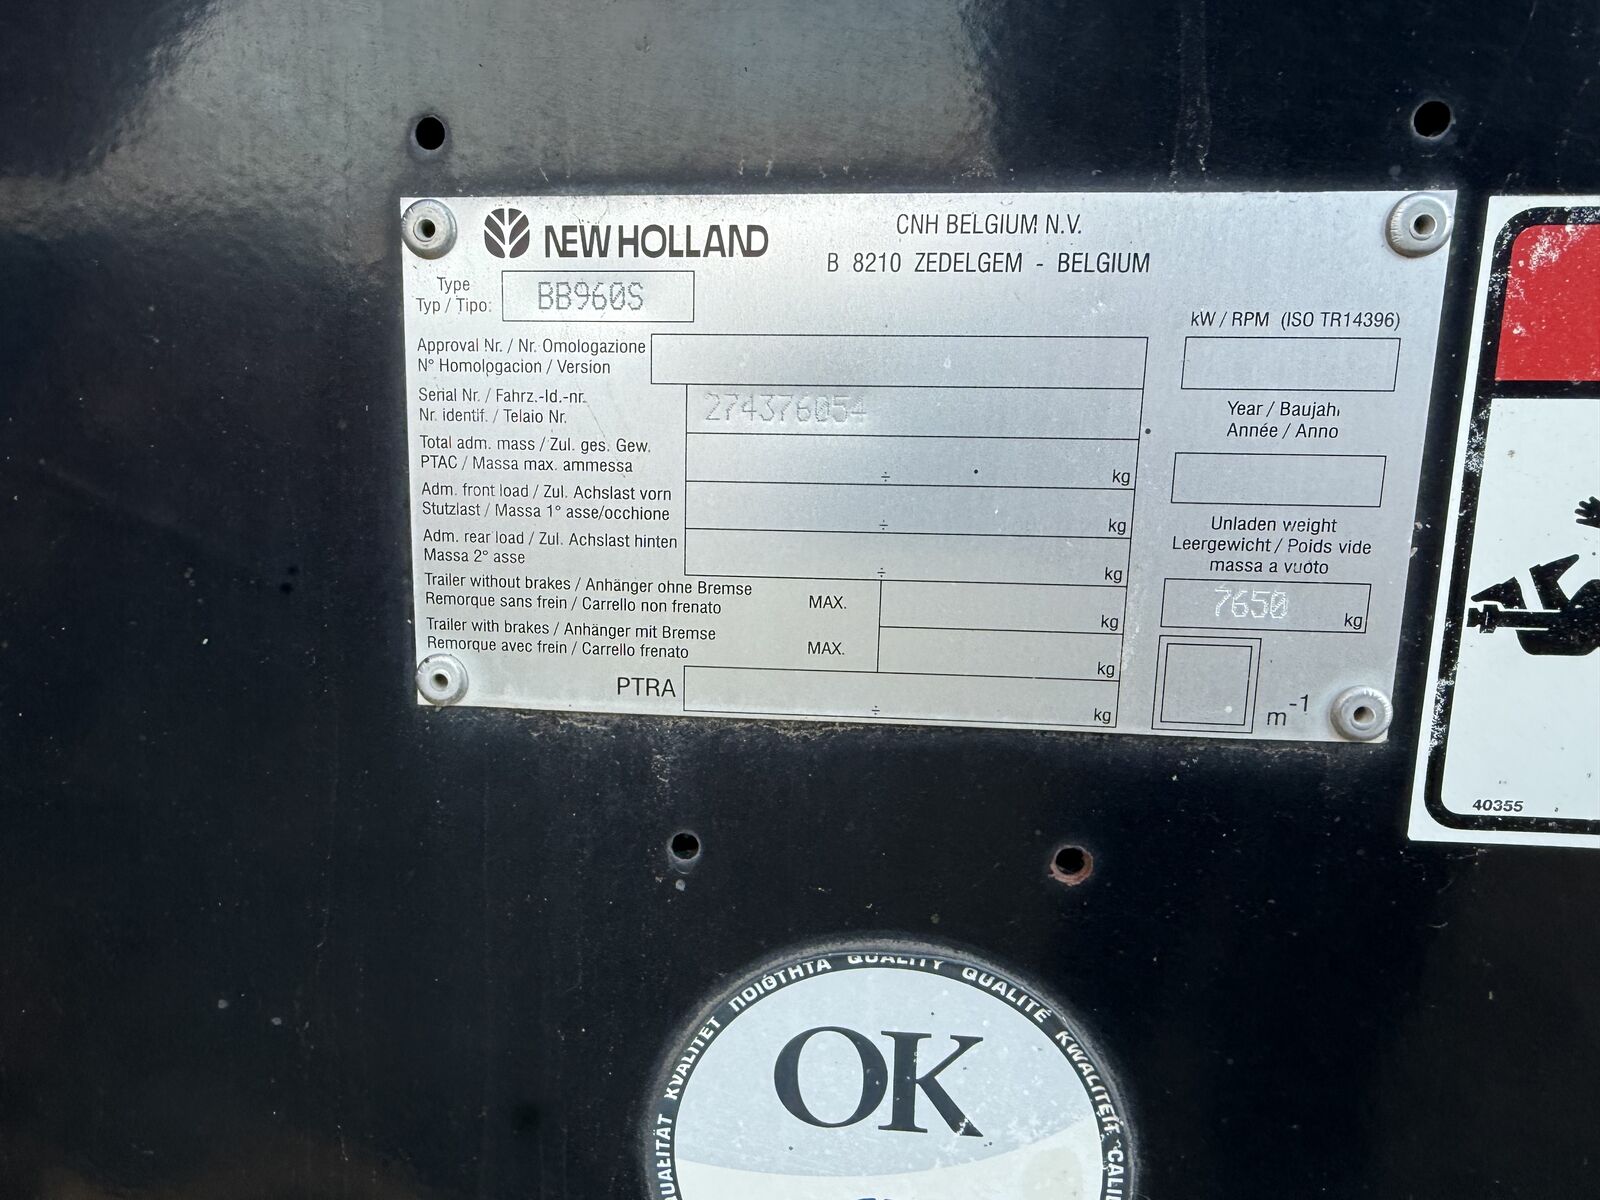 NEW HOLLAND
CNH BELGIUM N.V.
B 8210 ZEDELGEM - BELGIUM
Type
Typ / Tipo:
BB960S
kW / RPM (ISO TR14396)
Approval Nr. / Nr. Omologazione
N° Homologacion / Version
Serial Nr. / Fahrz.-Id.-nr.
Nr. identif. / Telaio Nr.
274376054
Year / Baujahr
Année / Anno
Total adm. mass / Zul. ges. Gew.
PTAC / Massa max. ammessa
÷ kg
Adm. front load / Zul. Achslast vorn
Stutzlast / Massa 1° asse/occhione
÷ kg
Unladen weight
Leergewicht / Poids vide
massa a vuoto
7650 kg
Adm. rear load / Zul. Achslast hinten
Massa 2° asse
÷ kg
Trailer without brakes / Anhänger ohne Bremse
Remorque sans frein / Carrello non frenato
MAX. kg
Trailer with brakes / Anhänger mit Bremse
Remorque avec frein / Carrello frenato
MAX. kg
PTRA ÷ kg
m-1
40355
QUALITÄT KVALITET ΠΟΙΟΤΗΤΑ QUALITY QUALITÉ KWALITEIT CALI
OK